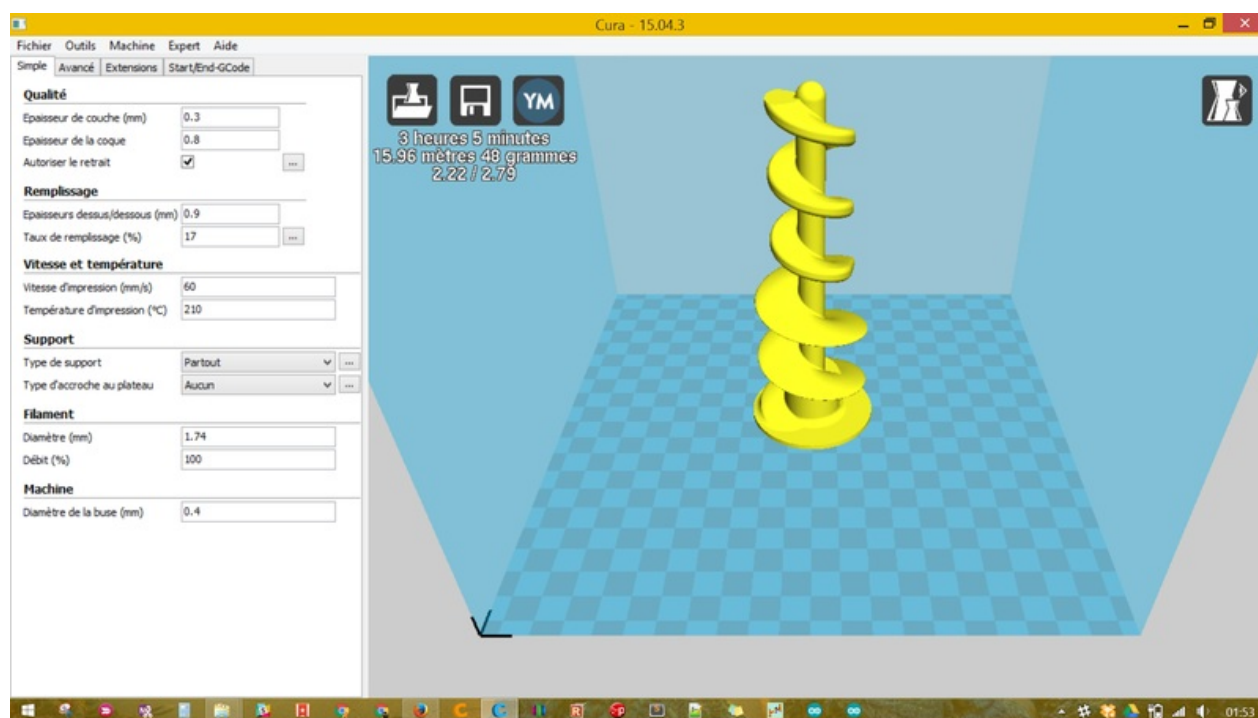 Cura - 15.04.3
Fichier Outils Machine Expert Aide
Simple Avancé Extensions Start/End-GCode
Qualité
Epaisseur de couche (mm) 0.3
Epaisseur de la coque 0.8
Autoriser le retrait ...
Remplissage
Epaisseurs dessus/dessous (mm) 0.9
Taux de remplissage (%) 17 ...
Vitesse et température
Vitesse d'impression (mm/s) 60
Température d'impression (°C) 210
Support
Type de support Partout ...
Type d'accroche au plateau Aucun ...
Filament
Diamètre (mm) 1.74
Débit (%) 100
Machine
Diamètre de la buse (mm) 0.4
YM
3 heures 5 minutes
15.96 mètres 48 grammes
2.22 / 2.79
01:53